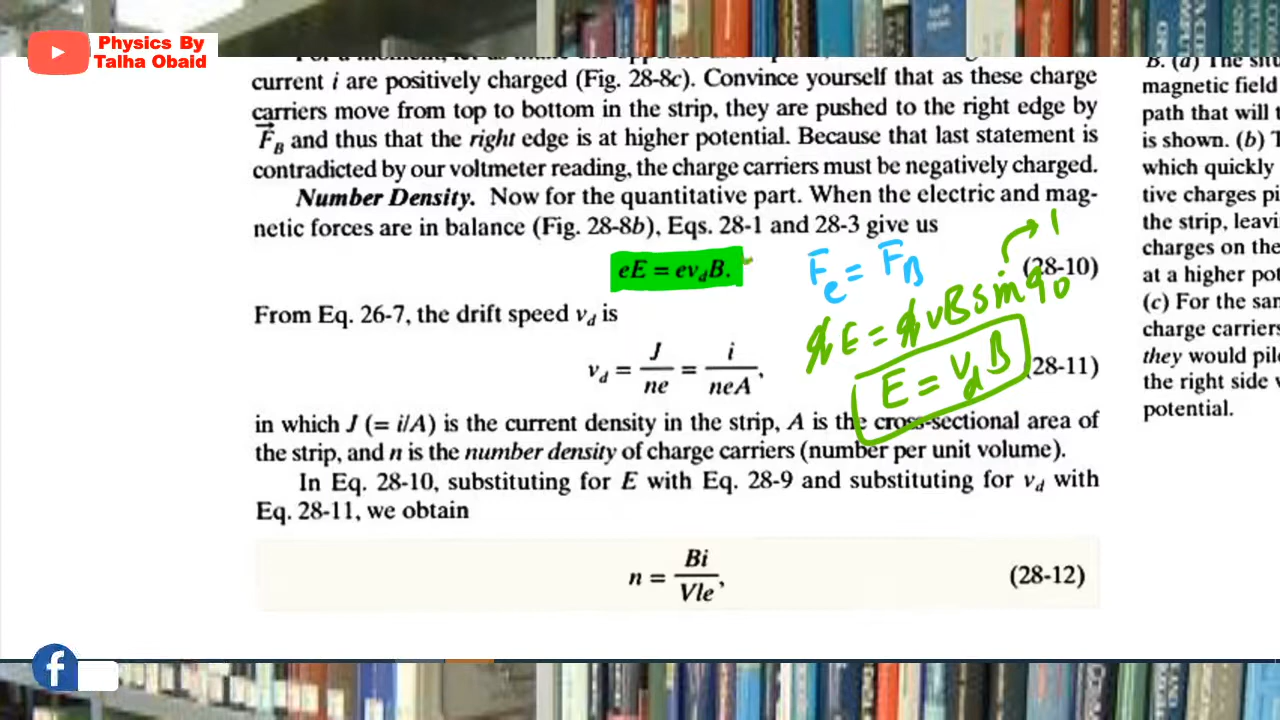 Physics By
Talha Obaid
current i are positively charged (Fig. 28-8c). Convince yourself that as these charge
carriers move from top to bottom in the strip, they are pushed to the right edge by
F⃗_B and thus that the right edge is at higher potential. Because that last statement is
contradicted by our voltmeter reading, the charge carriers must be negatively charged.
Number Density. Now for the quantitative part. When the electric and mag-
netic forces are in balance (Fig. 28-8b), Eqs. 28-1 and 28-3 give us
eE = ev_dB. (28-10)
F_e = F_B
qE = qvB sin 90 → 1
E = v_d B
From Eq. 26-7, the drift speed v_d is
v_d = J/ne = i/neA, (28-11)
in which J (= i/A) is the current density in the strip, A is the cross-sectional area of
the strip, and n is the number density of charge carriers (number per unit volume).
In Eq. 28-10, substituting for E with Eq. 28-9 and substituting for v_d with
Eq. 28-11, we obtain
n = Bi/Vle, (28-12)
B. (a) The situ
magnetic field
path that will t
is shown. (b) T
which quickly
tive charges pi
the strip, leavi
charges on the
at a higher pot
(c) For the sam
charge carriers
they would pil
the right side
potential.